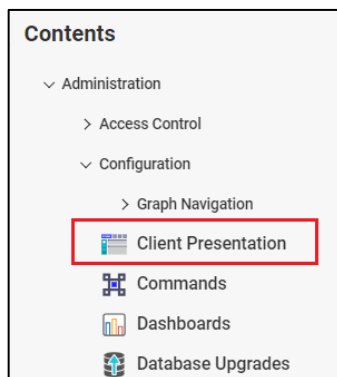 Contents
Administration
Access Control
Configuration
Graph Navigation
Client Presentation
Commands
Dashboards
Database Upgrades